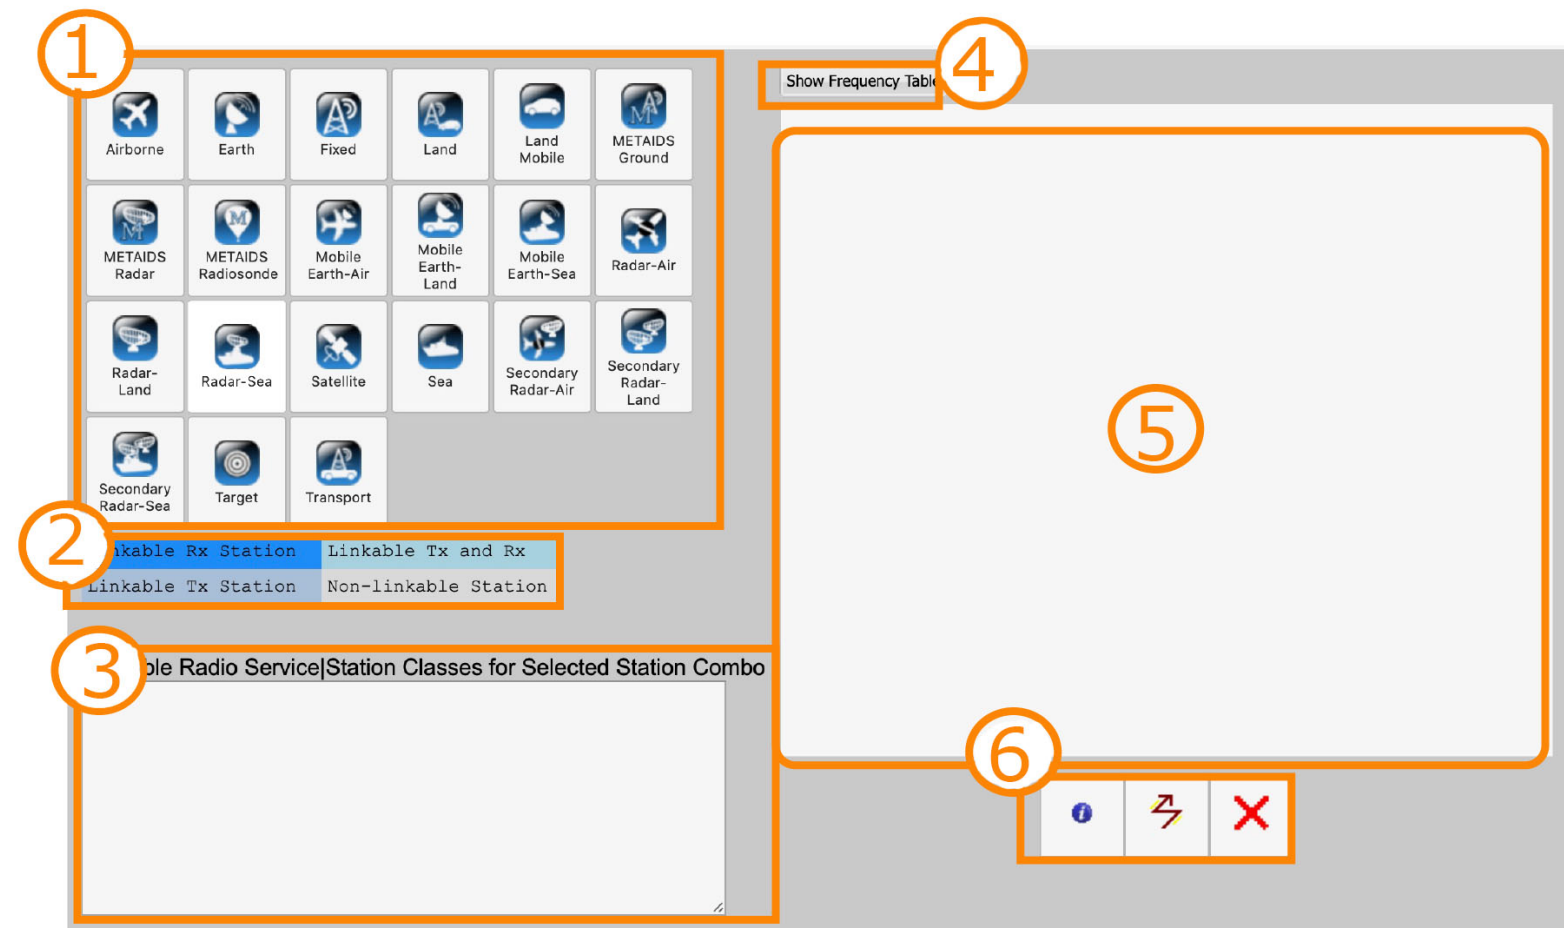 1
4
Show Frequency Table
Airborne
Earth
Fixed
Land
Land
Mobile
METAIDS
Ground
METAIDS
Radar
METAIDS
Radiosonde
Mobile
Earth-Air
Mobile
Earth-
Land
Mobile
Earth-Sea
Radar-Air
Radar-
Land
Radar-Sea
Satellite
Sea
Secondary
Radar-Air
Secondary
Radar-
Land
Secondary
Radar-Sea
Target
Transport
5
2
Rx Station
Linkable Tx and Rx
Linkable Tx Station
Non-linkable Station
3
Radio Service|Station Classes for Selected Station Combo
6